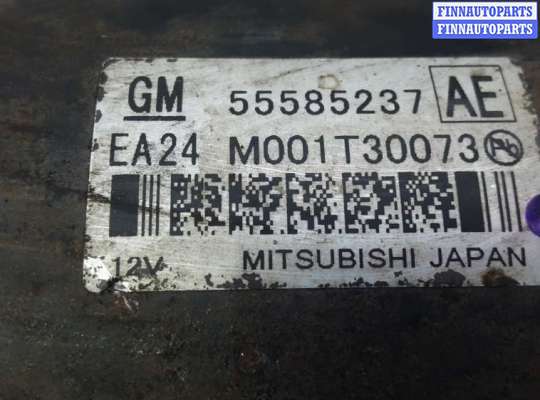 FINNAUTOPARTS
FINNAUTOPARTS
GM 55585237 AE
EA24 M001T30073 Pb
12V MITSUBISHI JAPAN